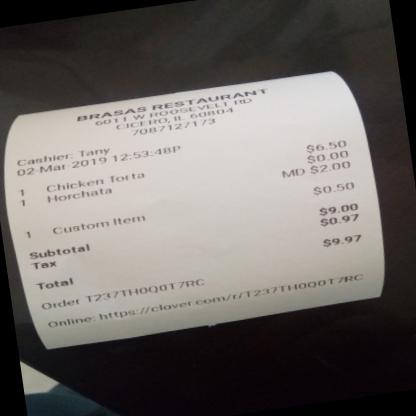 BRASAS RESTAURANT
6011 W ROOSEVELT RD
CICERO, IL 60804
7087127173
Cashier: Tany
02-Mar-2019 12:53:48P
1 Chicken Torta $6.50
$0.00
1 Horchata MD $2.00
1 Custom Item $0.50
Subtotal $9.00
Tax $0.97
Total $9.97
Order T237TH0Q0T7RC
Online: https://clover.com/r/T237TH0Q0T7RC